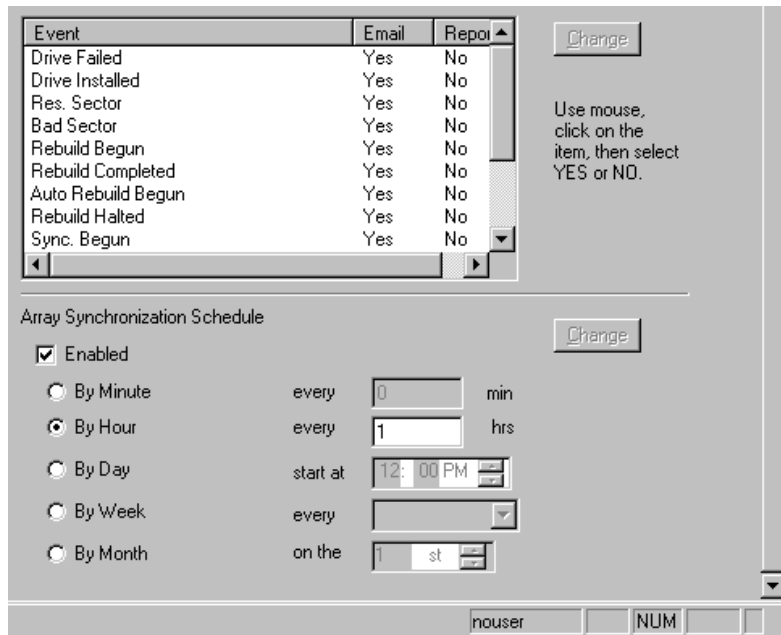 Event Email Repor
Drive Failed Yes No
Drive Installed Yes No
Res. Sector Yes No
Bad Sector Yes No
Rebuild Begun Yes No
Rebuild Completed Yes No
Auto Rebuild Begun Yes No
Rebuild Halted Yes No
Sync. Begun Yes No
Change
Use mouse,
click on the
item, then select
YES or NO.
Array Synchronization Schedule
Change
Enabled
By Minute every 0 min
By Hour every 1 hrs
By Day start at 12: 00 PM
By Week every
By Month on the 1 st
nouser NUM